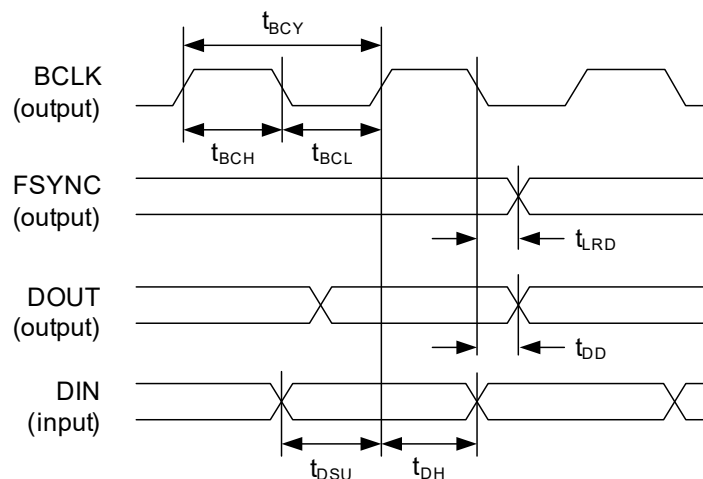 tBCY
BCLK
(output)
tBCH
tBCL
FSYNC
(output)
tLRD
DOUT
(output)
tDD
DIN
(input)
tDSU
tDH